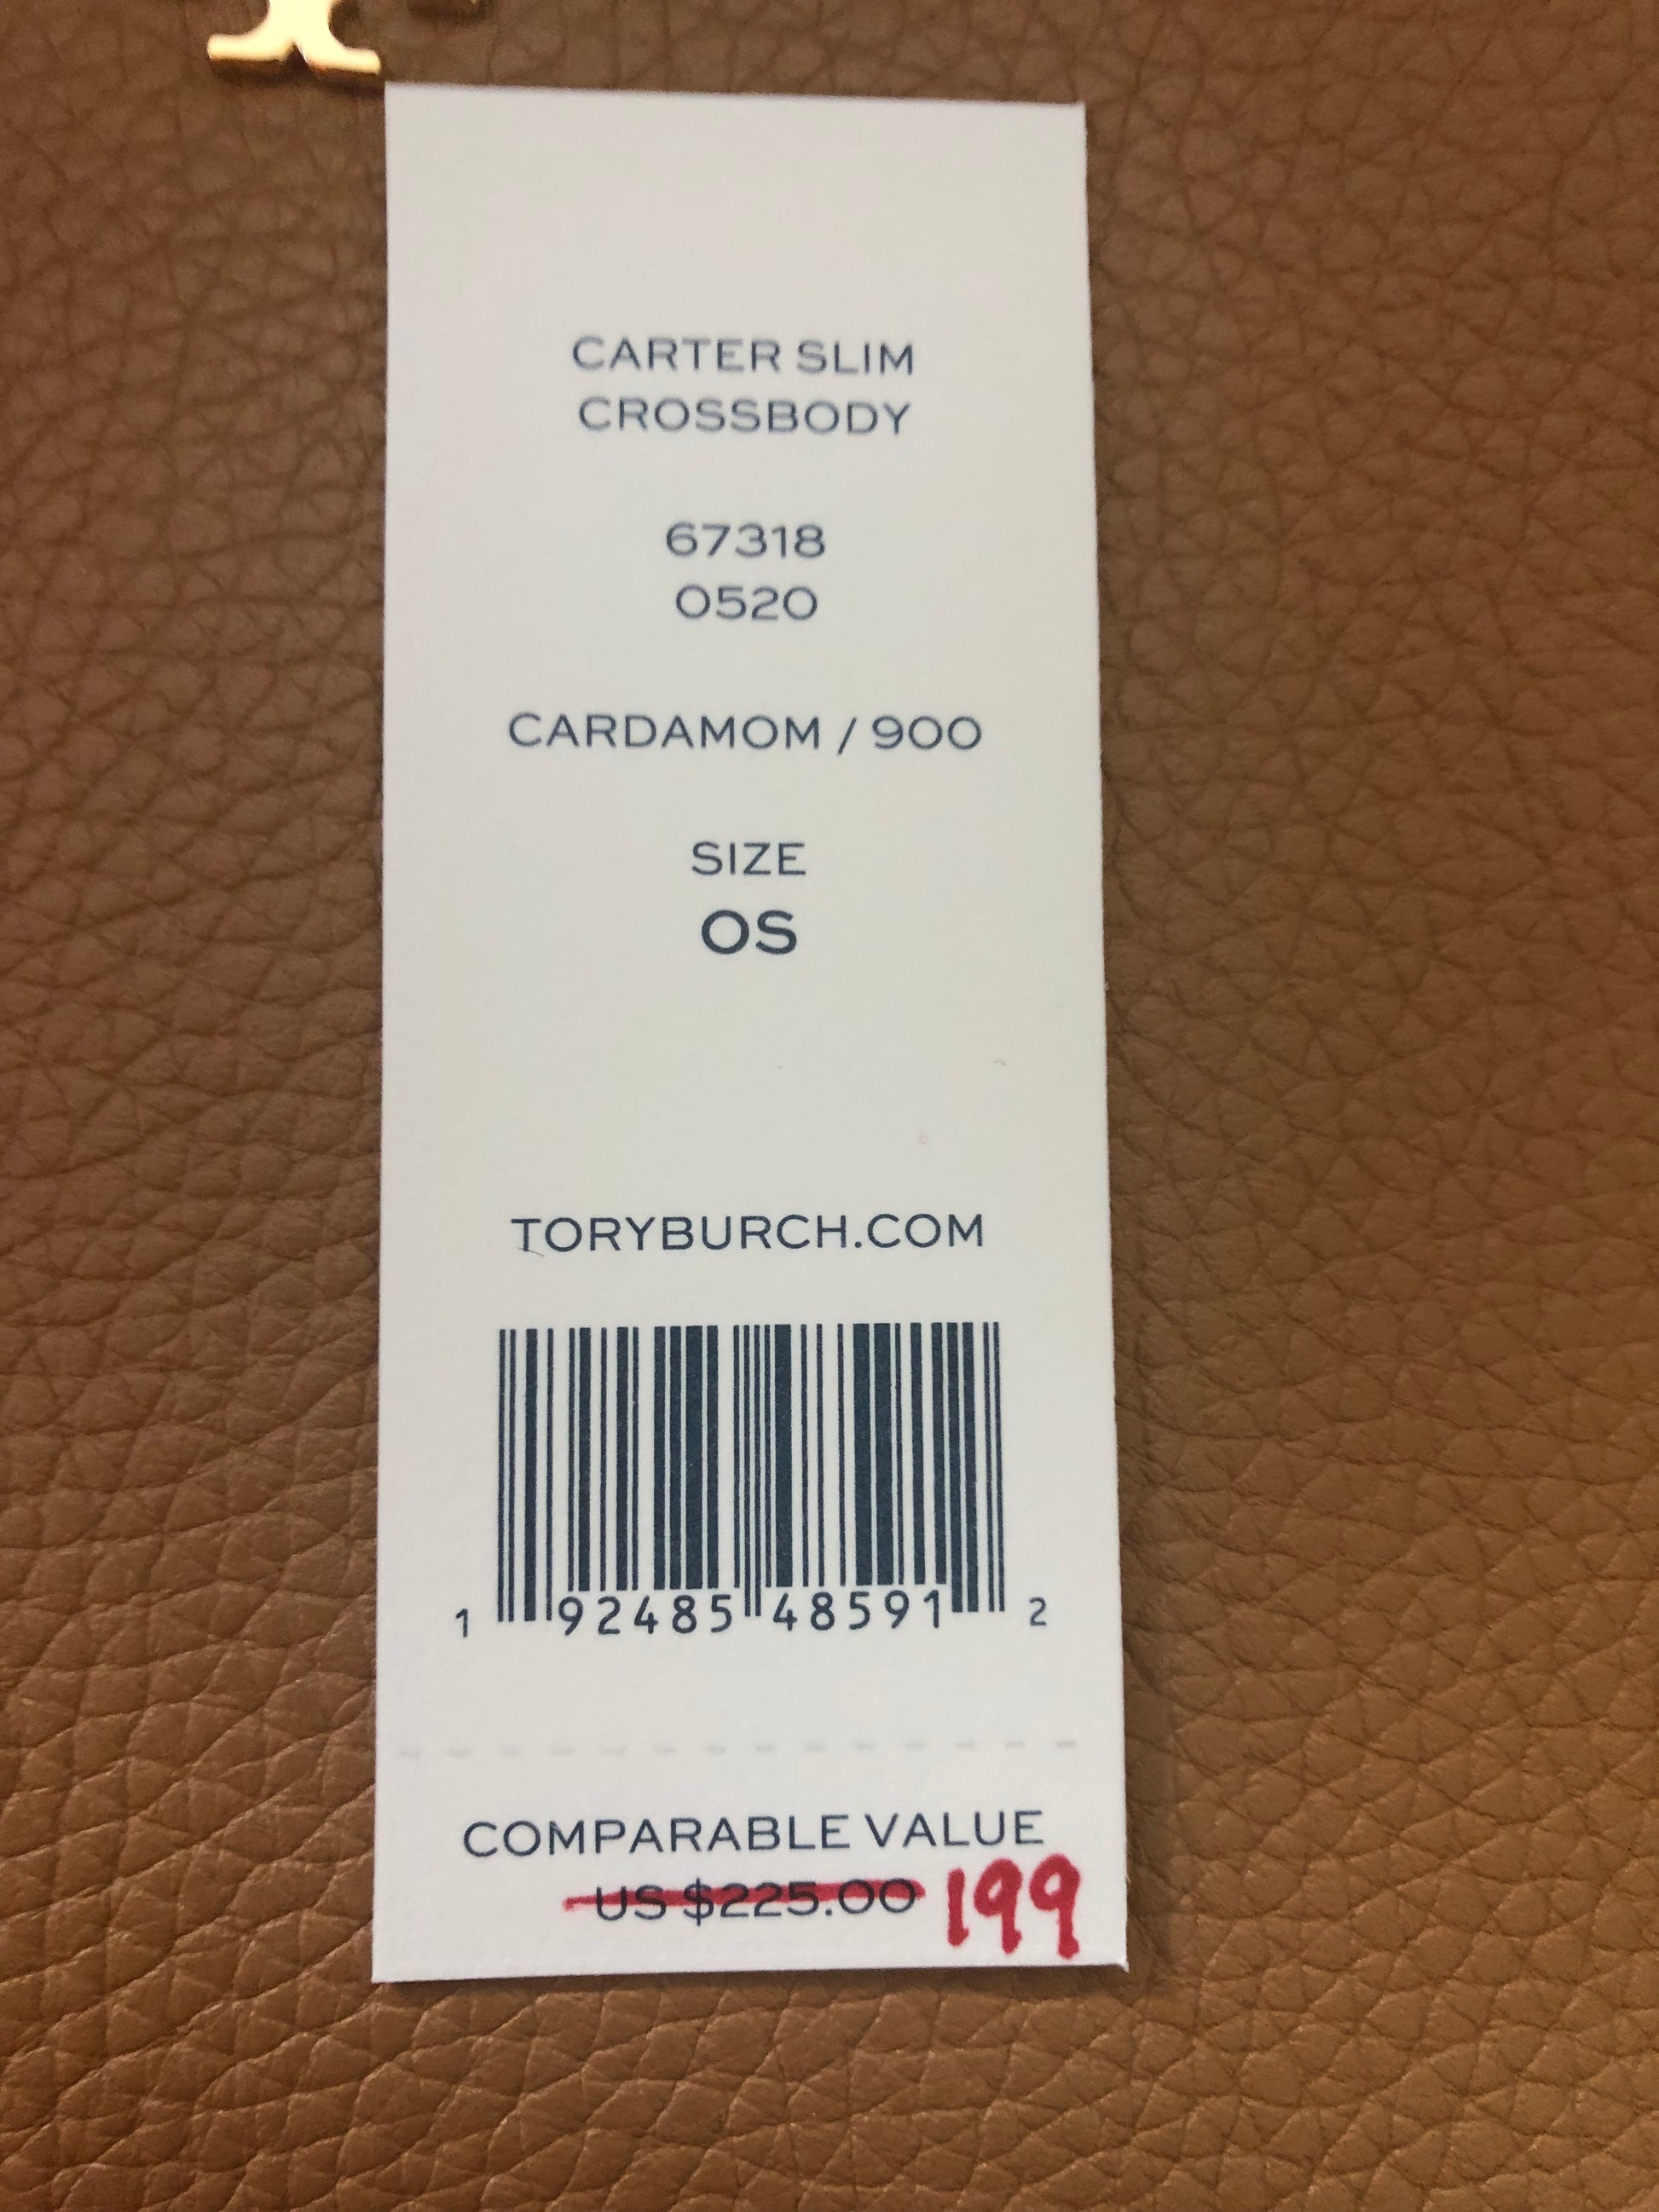 CARTER SLIM
CROSSBODY
67318
0520
CARDAMOM / 900
SIZE
OS
TORYBURCH.COM
1 92485 48591 2
COMPARABLE VALUE
US $225.00 199